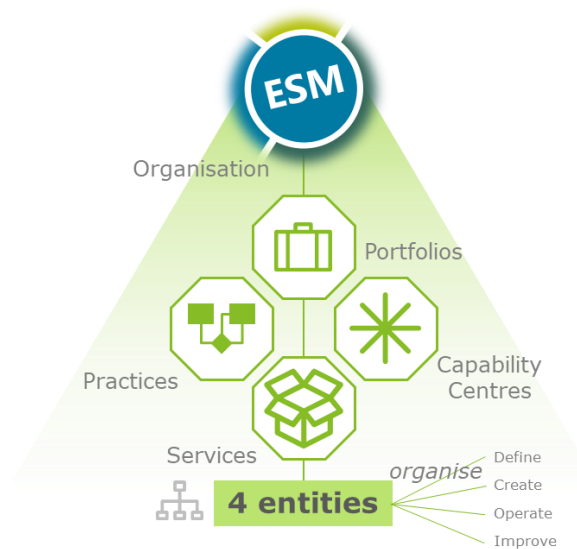 ESM
Organisation
Portfolios
Practices
Capability
Centres
Services
organise
4 entities
Define
Create
Operate
Improve